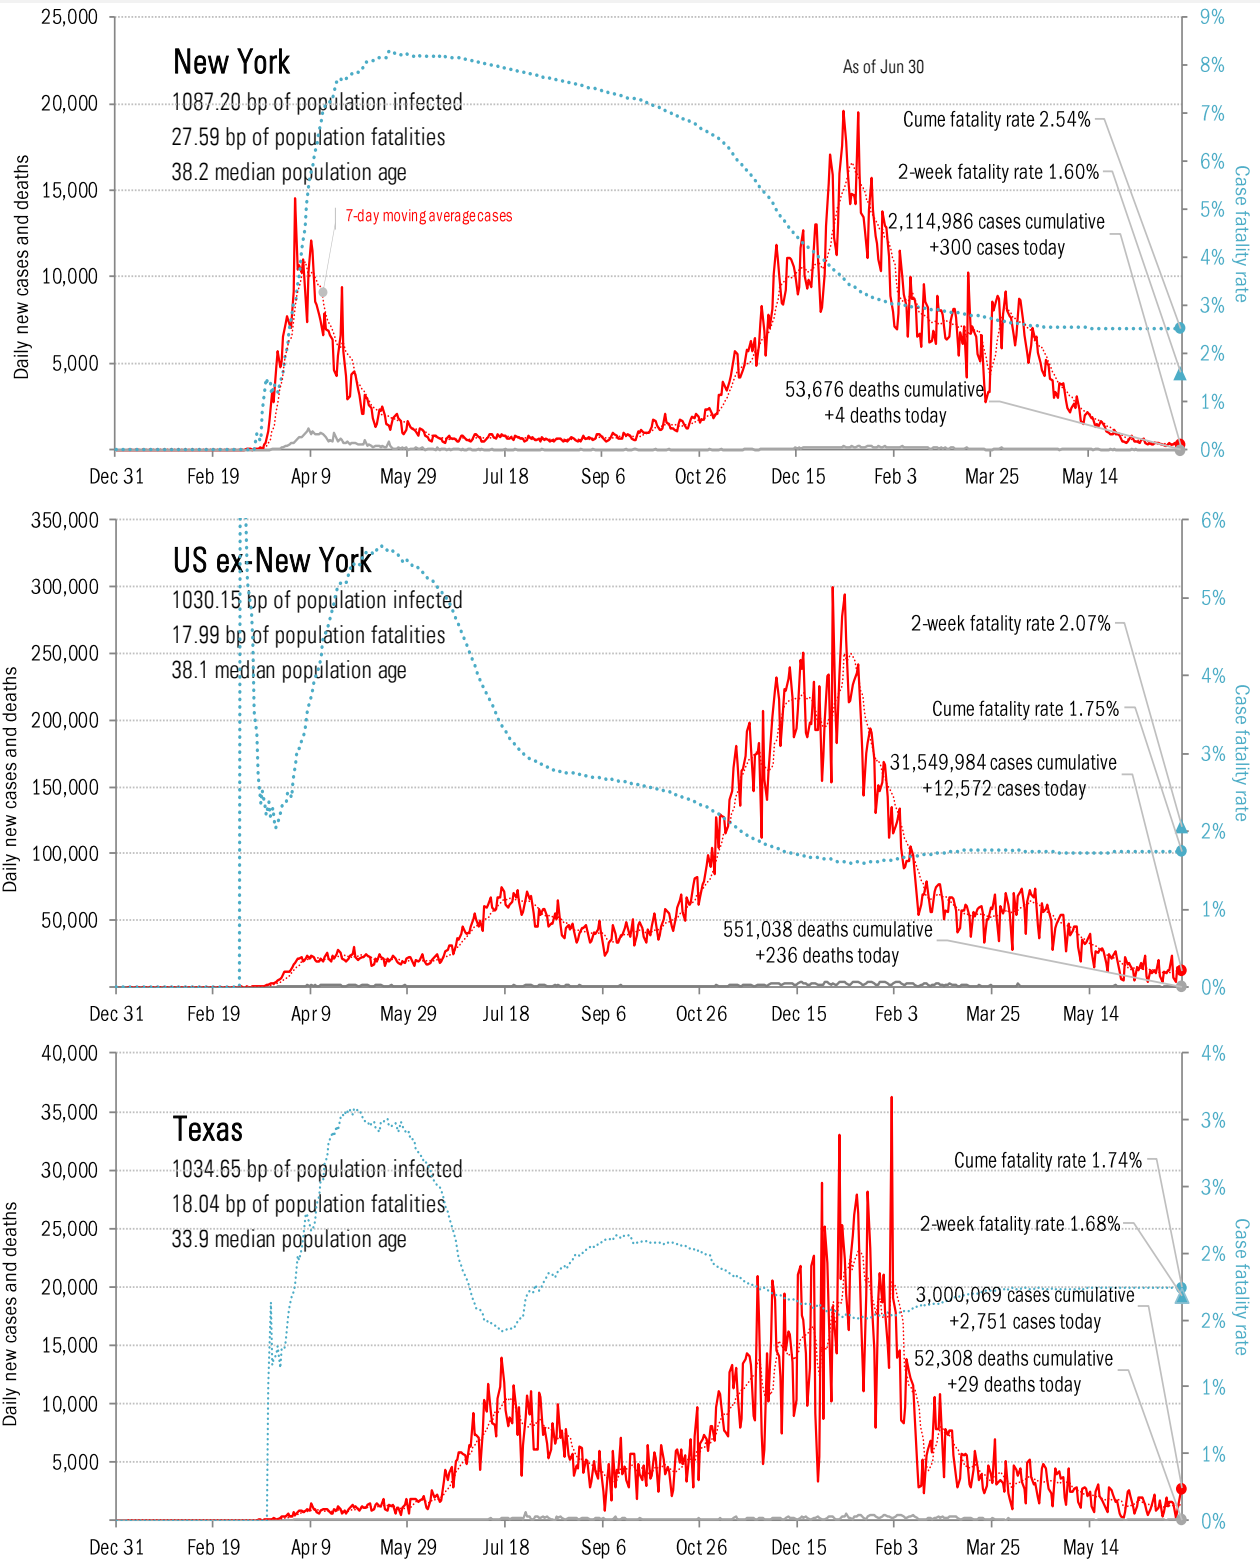 25,000
20,000
15,000
10,000
5,000
Daily new cases and deaths
New York
1087.20 bp of population infected
27.59 bp of population fatalities
38.2 median population age
7-day moving average cases
As of Jun 30
Cume fatality rate 2.54%
2-week fatality rate 1.60%
2,114,986 cases cumulative
+300 cases today
53,676 deaths cumulative
+4 deaths today
9%
8%
7%
6%
5%
4%
3%
2%
1%
0%
Case fatality rate
Dec 31 Feb 19 Apr 9 May 29 Jul 18 Sep 6 Oct 26 Dec 15 Feb 3 Mar 25 May 14
350,000
300,000
250,000
200,000
150,000
100,000
50,000
Daily new cases and deaths
US ex-New York
1030.15 bp of population infected
17.99 bp of population fatalities
38.1 median population age
2-week fatality rate 2.07%
Cume fatality rate 1.75%
31,549,984 cases cumulative
+12,572 cases today
551,038 deaths cumulative
+236 deaths today
6%
5%
4%
3%
2%
1%
0%
Case fatality rate
Dec 31 Feb 19 Apr 9 May 29 Jul 18 Sep 6 Oct 26 Dec 15 Feb 3 Mar 25 May 14
40,000
35,000
30,000
25,000
20,000
15,000
10,000
5,000
Daily new cases and deaths
Texas
1034.65 bp of population infected
18.04 bp of population fatalities
33.9 median population age
Cume fatality rate 1.74%
2-week fatality rate 1.68%
3,000,069 cases cumulative
+2,751 cases today
52,308 deaths cumulative
+29 deaths today
4%
3%
3%
2%
2%
1%
1%
0%
Case fatality rate
Dec 31 Feb 19 Apr 9 May 29 Jul 18 Sep 6 Oct 26 Dec 15 Feb 3 Mar 25 May 14